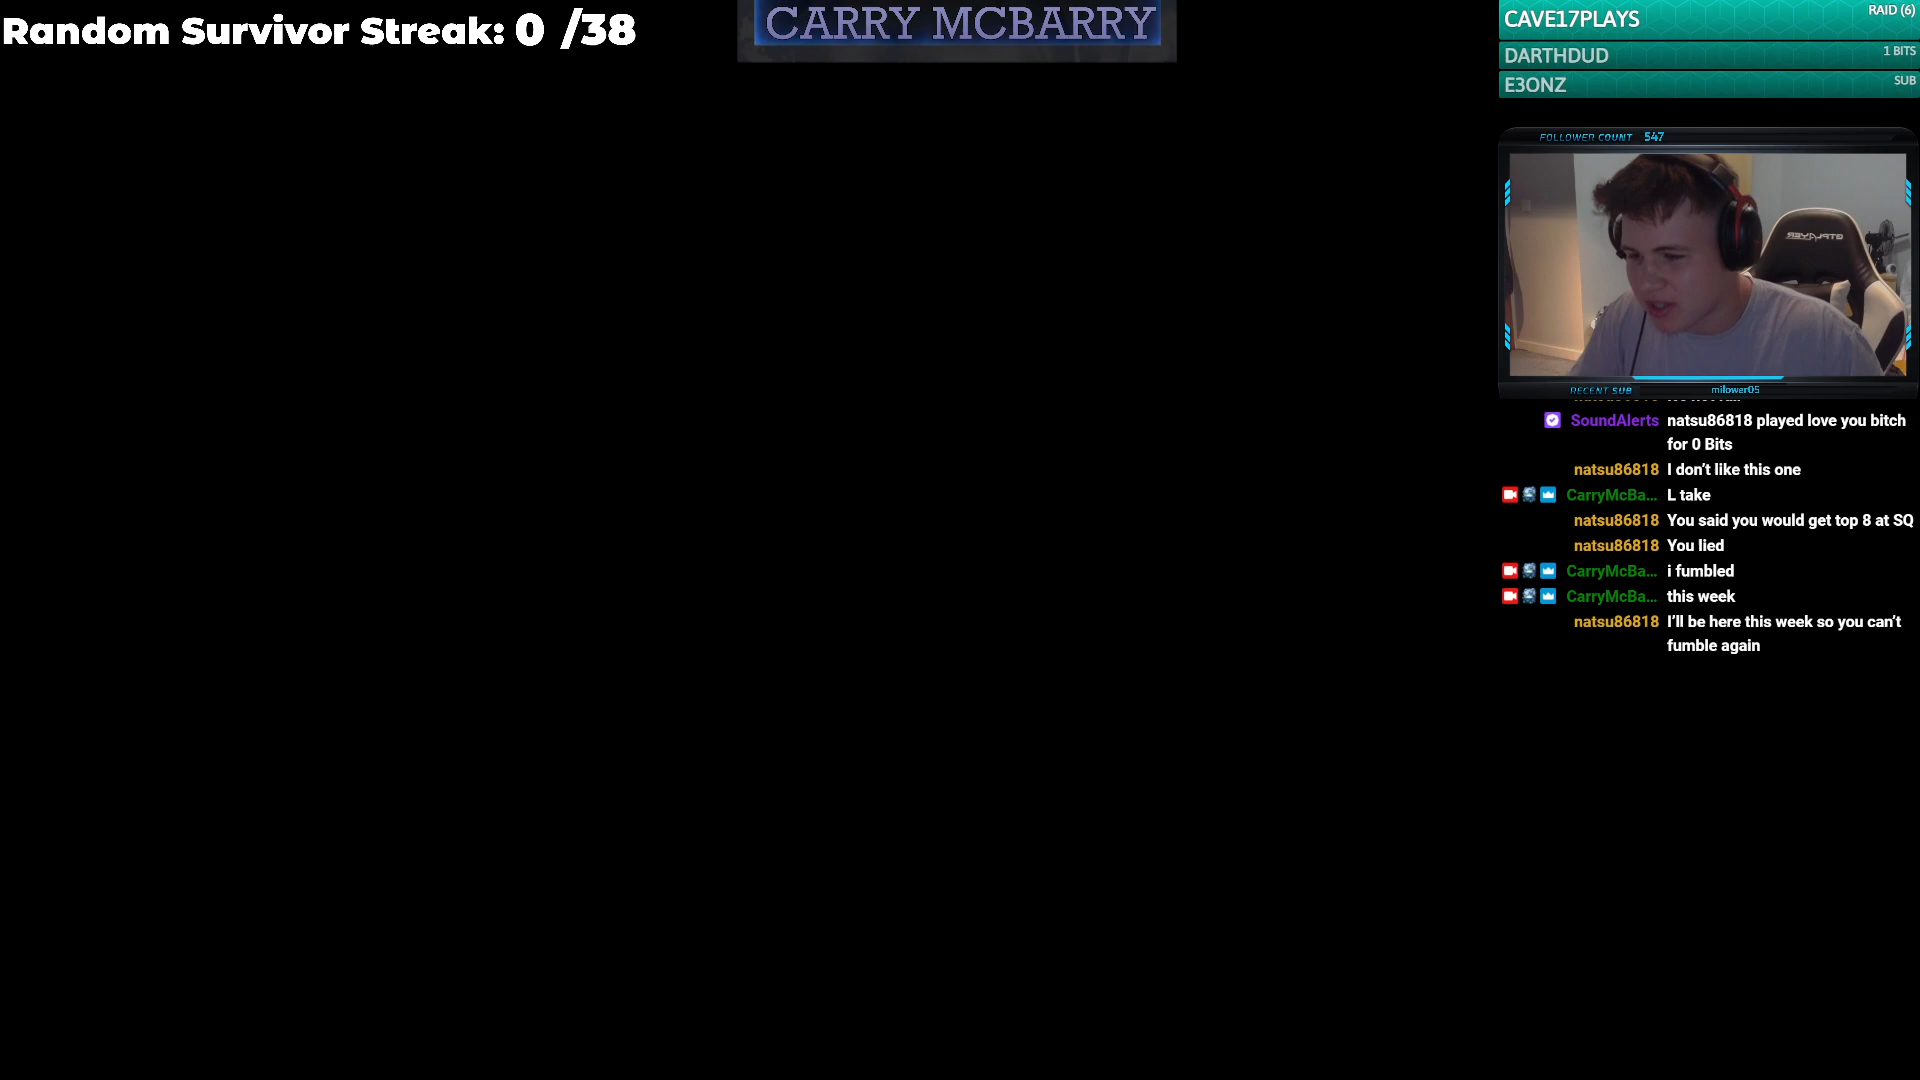 Random Survivor Streak: 0 /38
CARRY MCBARRY
CAVE17PLAYS RAID (6)
DARTHDUD 1 BITS
E3ONZ SUB
FOLLOWER COUNT 547
RECENT SUB milower05
SoundAlerts natsu86818 played love you bitch
for 0 Bits
natsu86818 I don’t like this one
CarryMcBa... L take
natsu86818 You said you would get top 8 at SQ
natsu86818 You lied
CarryMcBa... i fumbled
CarryMcBa... this week
natsu86818 I’ll be here this week so you can’t
fumble again